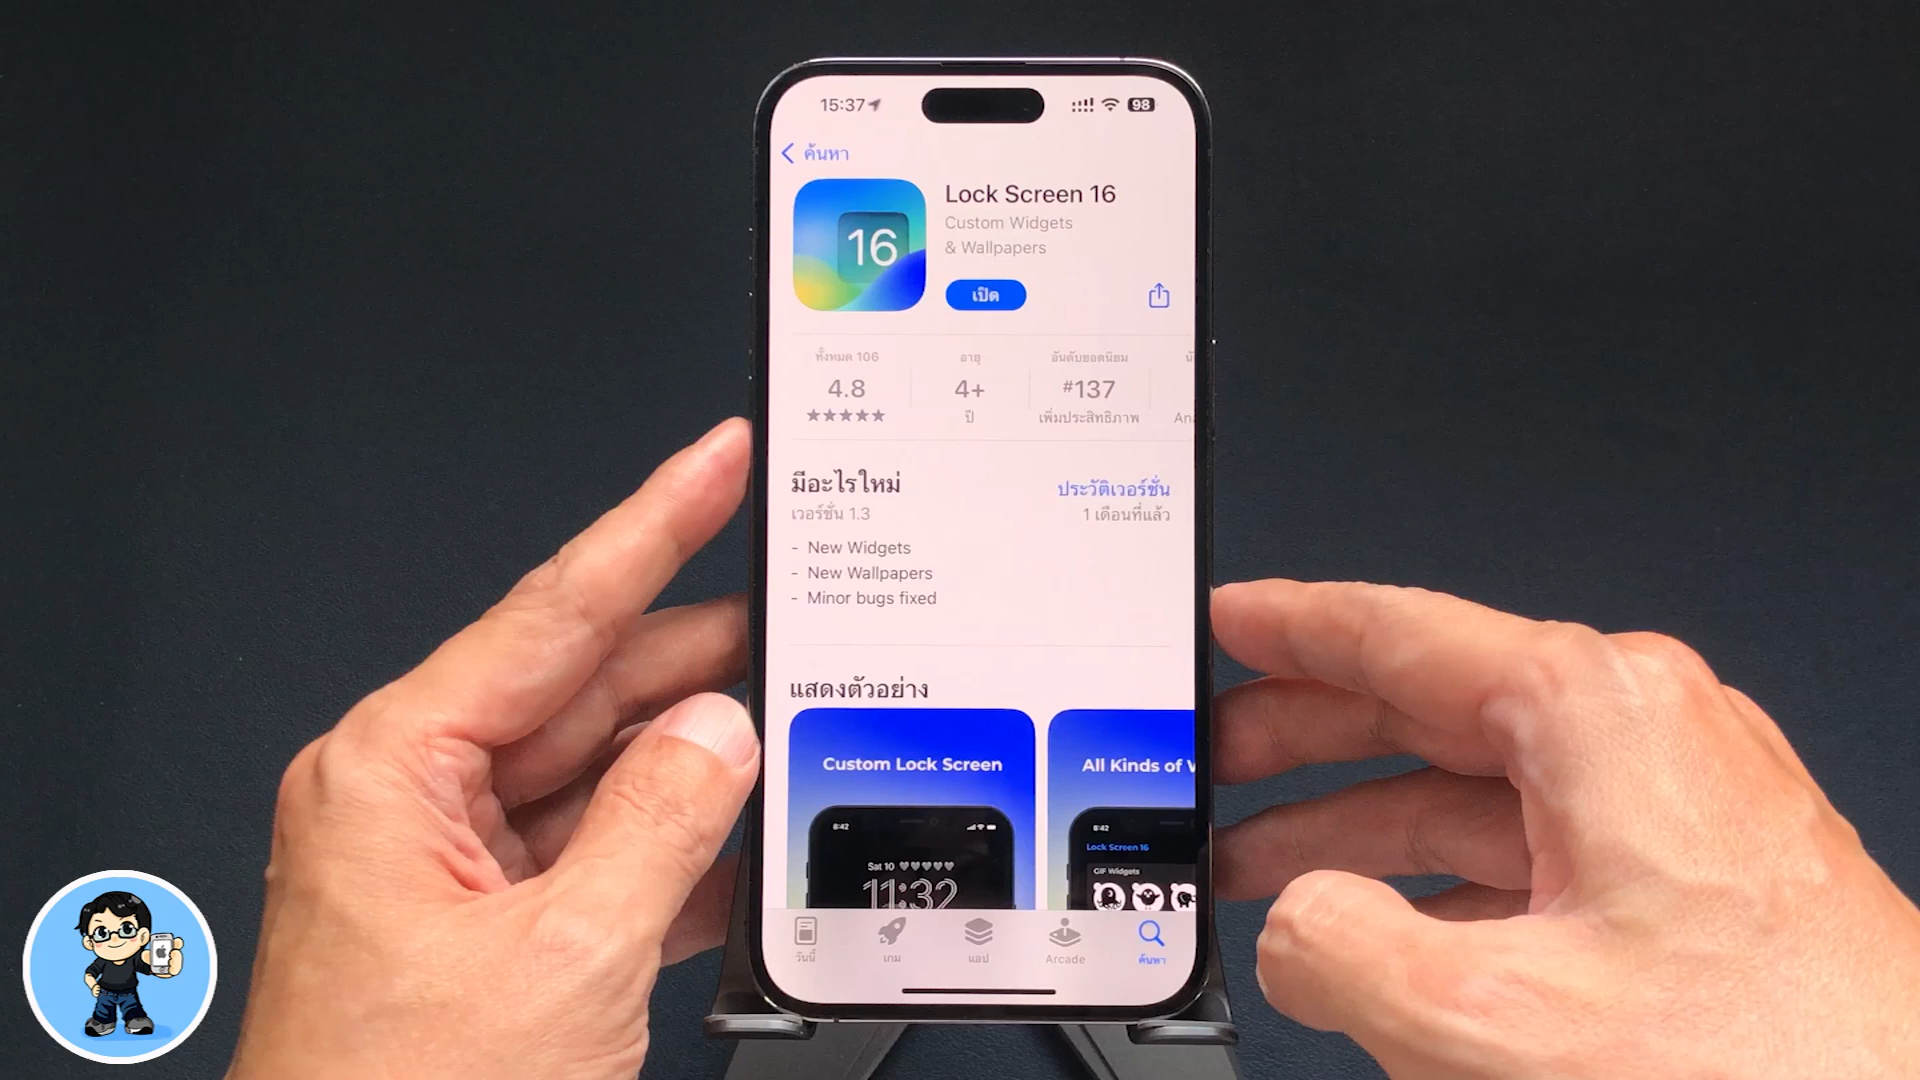 15:37
98
ค้นหา
16
Lock Screen 16
Custom Widgets
& Wallpapers
เปิด
ทั้งหมด 106
อายุ
อันดับยอดนิยม
4.8
4+
#137
★★★★★
ปี
เพิ่มประสิทธิภาพ
มีอะไรใหม่
ประวัติเวอร์ชั่น
เวอร์ชั่น 1.3
1 เดือนที่แล้ว
- New Widgets
- New Wallpapers
- Minor bugs fixed
แสดงตัวอย่าง
Custom Lock Screen
All Kinds of
8:42
8:42
Lock Screen 16
Sat 10
GIF Widgets
11:32
วันนี้
เกม
แอป
Arcade
ค้นหา